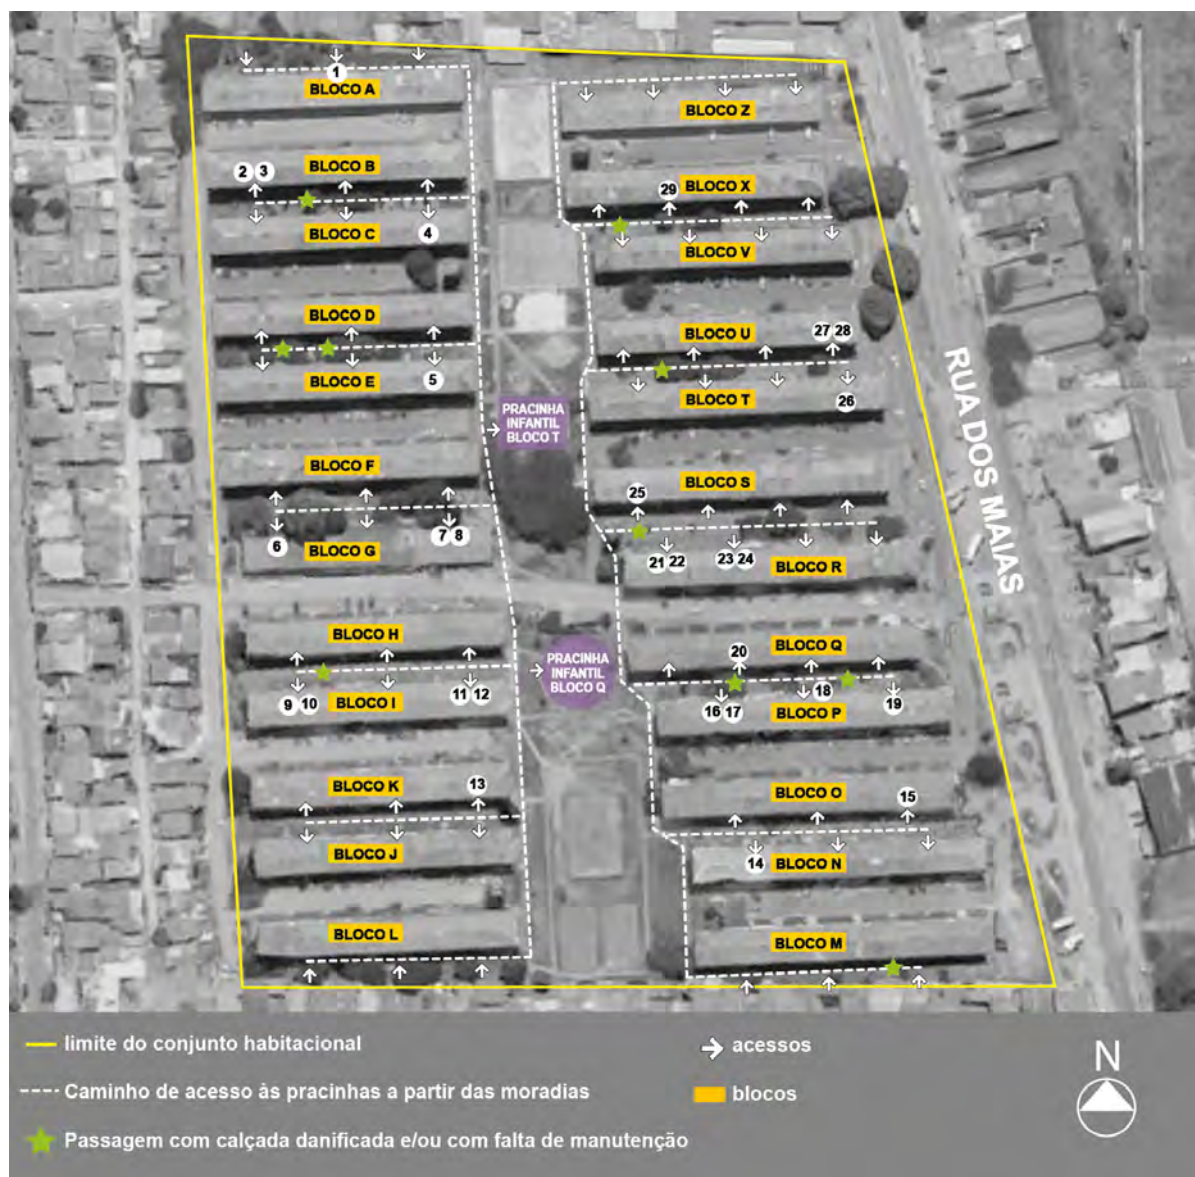 1
BLOCO A
BLOCO Z
2 3
BLOCO B
29
BLOCO X
BLOCO C
4
BLOCO V
BLOCO D
BLOCO U
27 28
BLOCO E
5
BLOCO T
26
PRACINHA
INFANTIL
BLOCO T
RUA DOS MAIAS
BLOCO F
BLOCO S
25
6
BLOCO G
7 8
21 22
23 24
BLOCO R
BLOCO H
20
BLOCO Q
PRACINHA
INFANTIL
BLOCO Q
9 10
BLOCO I
11 12
16 17
18
BLOCO P
19
BLOCO K
13
BLOCO O
15
BLOCO J
14
BLOCO N
BLOCO L
BLOCO M
limite do conjunto habitacional
acessos
N
Caminho de acesso às pracinhas a partir das moradias
blocos
Passagem com calçada danificada e/ou com falta de manutenção